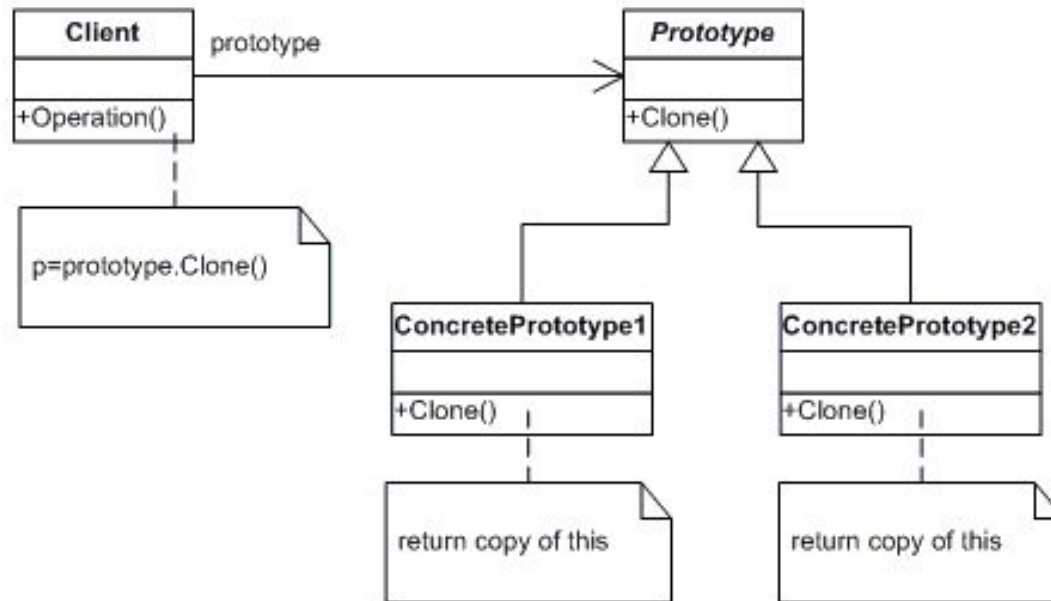 Client
prototype
Prototype
+Operation()
+Clone()
p=prototype.Clone()
ConcretePrototype1
ConcretePrototype2
+Clone()
+Clone()
return copy of this
return copy of this